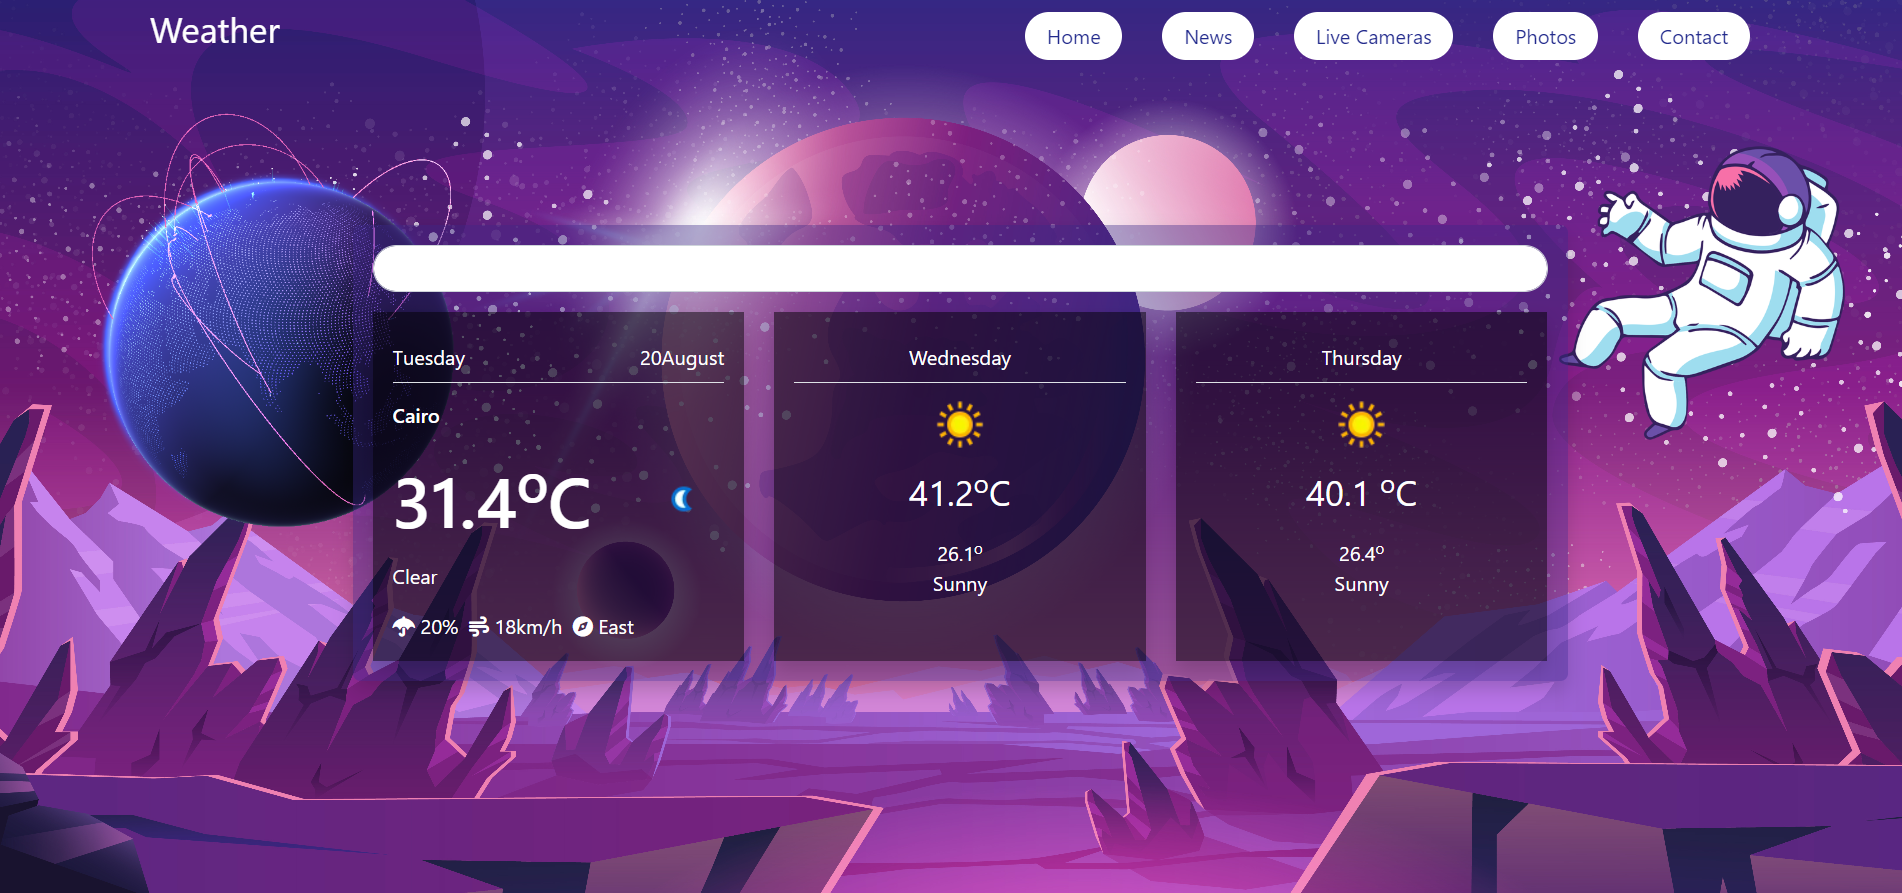 Weather
Home
News
Live Cameras
Photos
Contact
Tuesday 20August
Cairo
31.4°C
Clear
20% 18km/h East
Wednesday
41.2°C
26.1°
Sunny
Thursday
40.1 °C
26.4°
Sunny